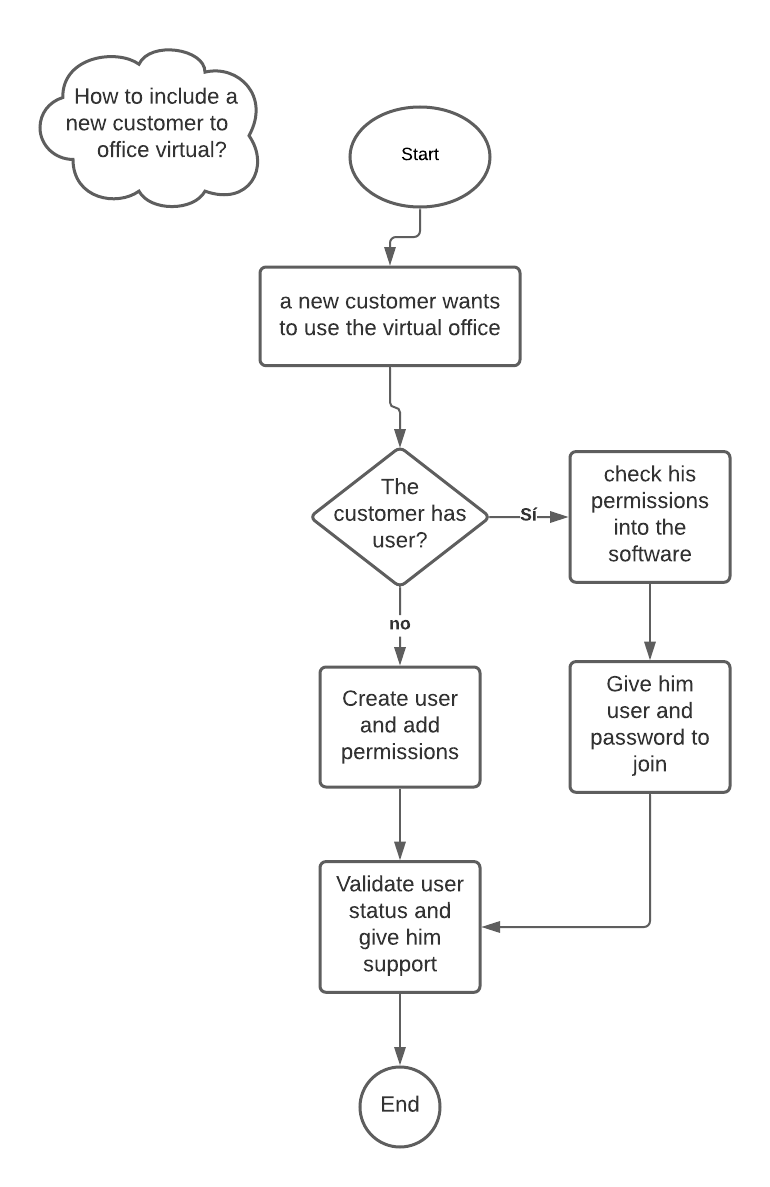 How to include a
new customer to
office virtual?
Start
a new customer wants
to use the virtual office
The
customer has
user?
Sí
check his
permissions
into the
software
no
Create user
and add
permissions
Give him
user and
password to
join
Validate user
status and
give him
support
End